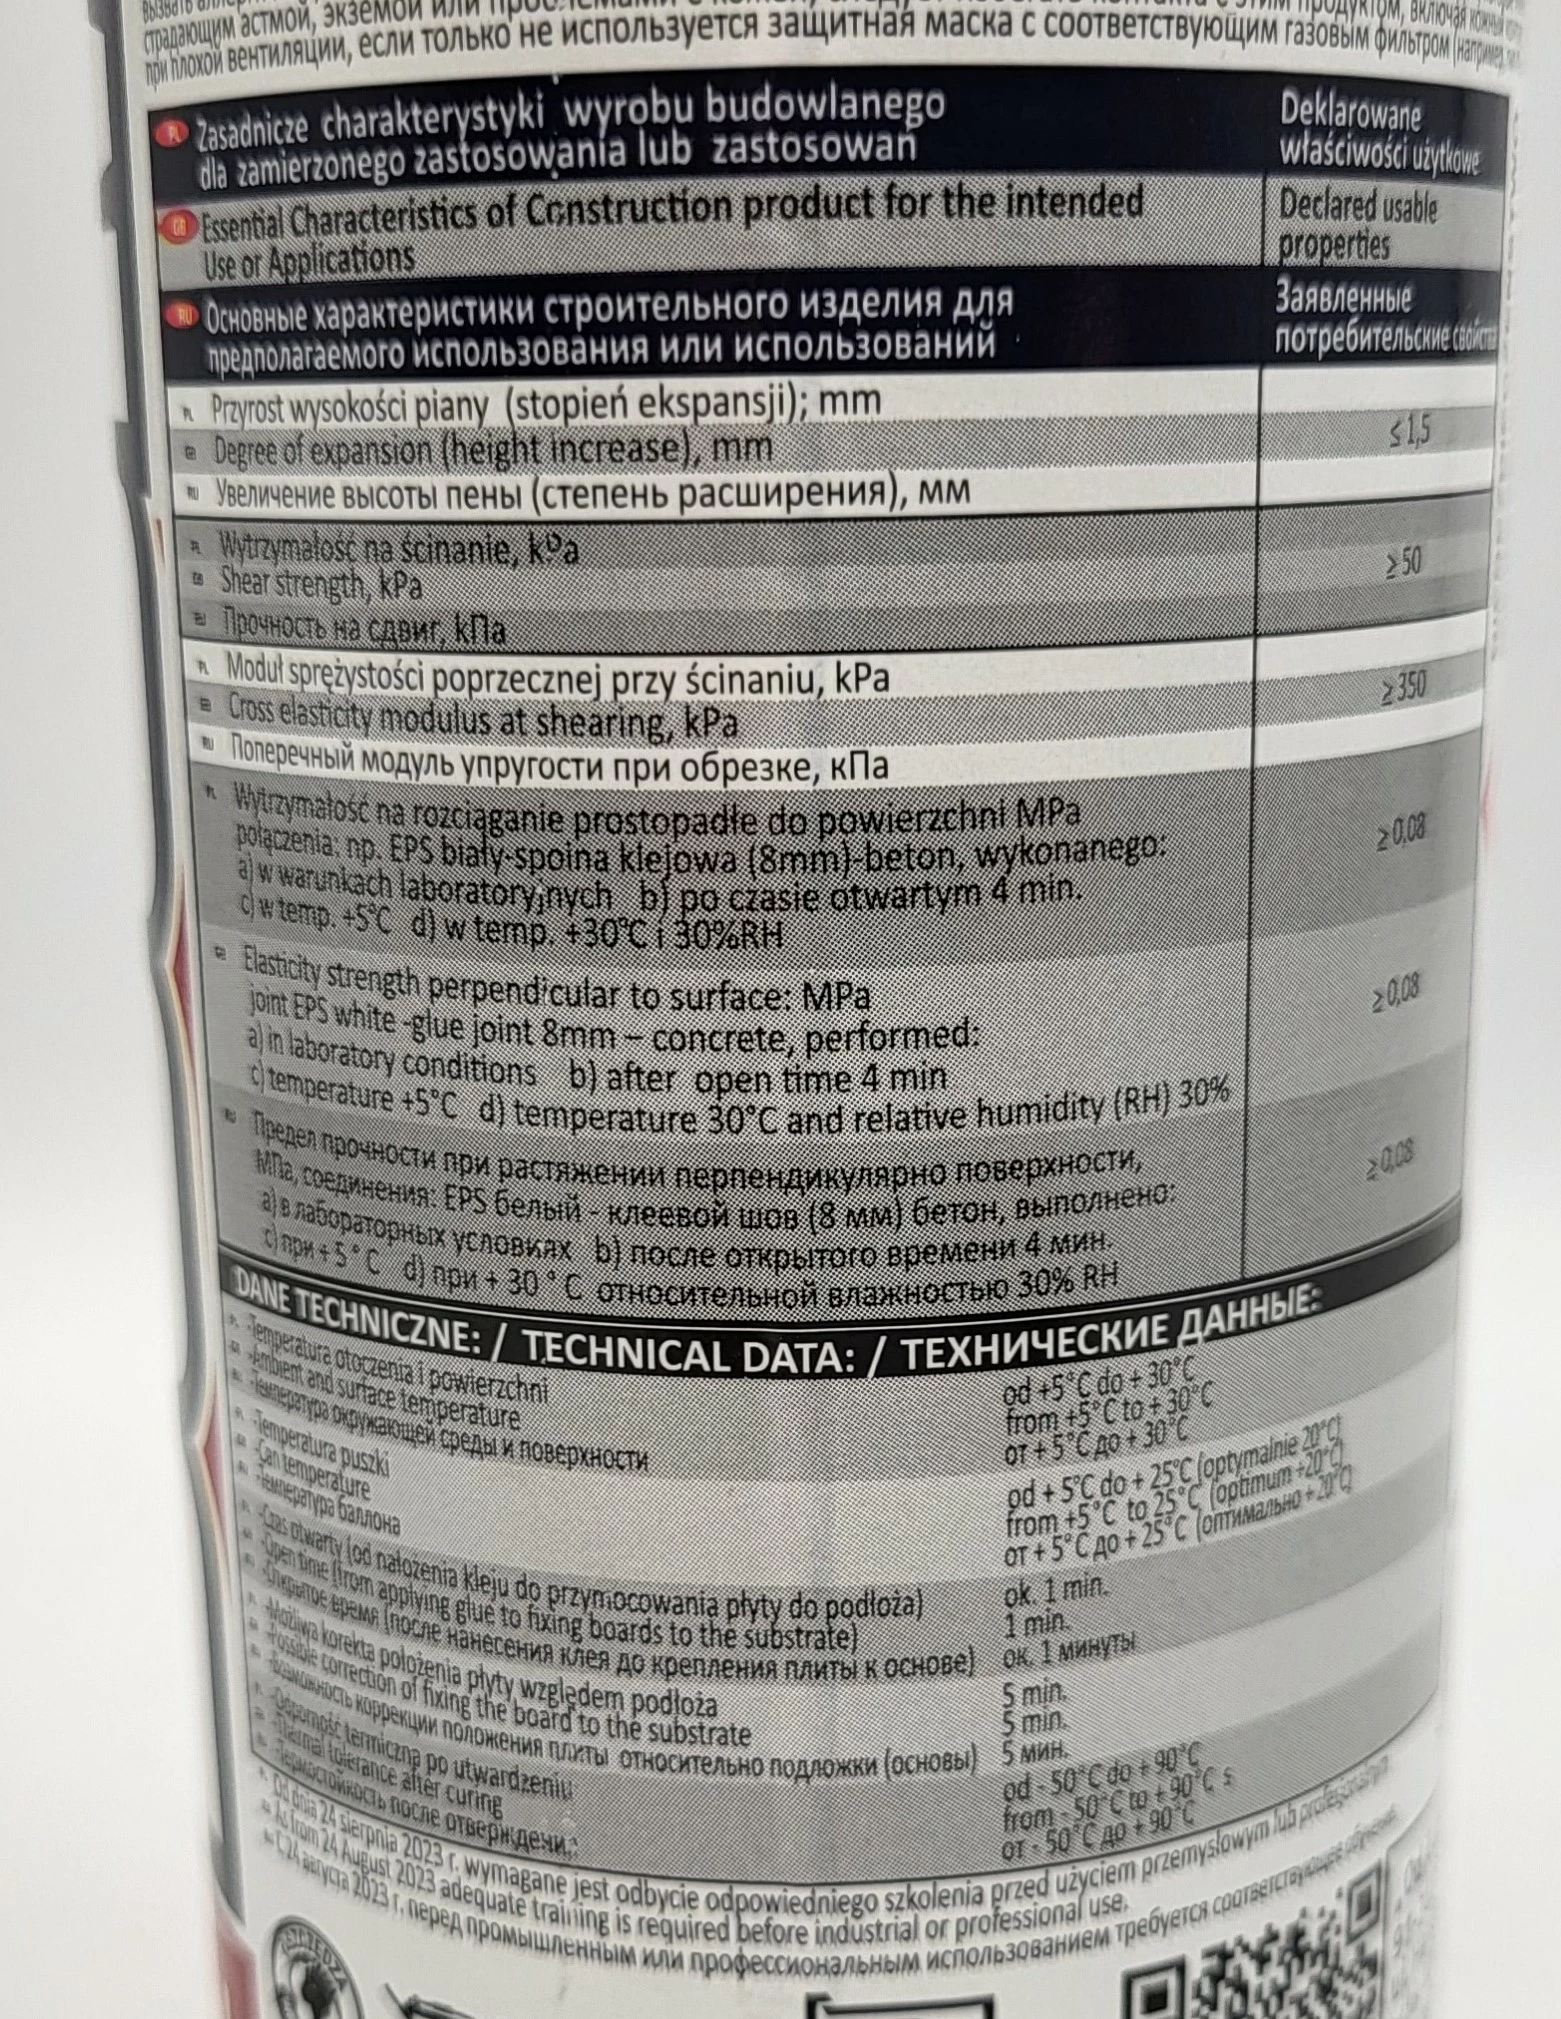 страдающим астмой, экземой или
при плохой вентиляции, если только не используется защитная маска с соответствующим газовым фильтром
PL Zasadnicze charakterystyki wyrobu budowlanego
dla zamierzonego zastosowania lub zastosowań
Deklarowane
właściwości użytkowe
GB Essential Characteristics of Construction product for the intended
Use or Applications
Declared usable
properties
RU Основные характеристики строительного изделия для
предполагаемого использования или использований
Заявленные
потребительские
PL Przyrost wysokości piany (stopień ekspansji); mm
GB Degree of expansion (height increase), mm
≤1,5
RU Увеличение высоты пены (степень расширения), мм
PL Wytrzymałość na ścinanie, kPa
GB Shear strength, kPa
≥50
RU Прочность на сдвиг, кПа
PL Moduł sprężystości poprzecznej przy ścinaniu, kPa
GB Cross elasticity modulus at shearing, kPa
≥350
RU Поперечный модуль упругости при обрезке, кПа
PL Wytrzymałość na rozciąganie prostopadłe do powierzchni MPa
połączenia: np. EPS biały-spoina klejowa (8mm)-beton, wykonanego:
a) w warunkach laboratoryjnych b) po czasie otwartym 4 min.
c) w temp. +5°C d) w temp. +30°C i 30%RH
≥0,08
GB Elasticity strength perpendicular to surface: MPa
joint EPS white -glue joint 8mm – concrete, performed:
a) in laboratory conditions b) after open time 4 min
c) temperature +5°C d) temperature 30°C and relative humidity (RH) 30%
≥0,08
RU Предел прочности при растяжении перпендикулярно поверхности,
МПа, соединения: EPS белый - клеевой шов (8 мм) бетон, выполнено:
a) в лабораторных условиях b) после открытого времени 4 мин.
c) при + 5 ° C d) при + 30 ° C относительной влажностью 30% RH
≥0,08
DANE TECHNICZNE: / TECHNICAL DATA: / ТЕХНИЧЕСКИЕ ДАННЫЕ:
-Temperatura otoczenia i powierzchni od +5°C do + 30°C
-Ambient and surface temperature from +5°C to + 30°C
-Температура окружающей среды и поверхности от + 5°C до + 30°C
-Temperatura puszki od + 5°C do + 25°C (optymalnie 20°C)
-Can temperature from +5°C to 25°C (optimum +20°C)
-Температура баллона от + 5°C до + 25°C (оптимально + 20°C)
-Czas otwarty (od nałożenia kleju do przymocowania płyty do podłoża) ok. 1 min.
-Open time (from applying glue to fixing boards to the substrate) 1 min.
-Открытое время (после нанесения клея до крепления плиты к основе) ок. 1 минуты
-Możliwa korekta położenia płyty względem podłoża 5 min.
-Possible correction of fixing the board to the substrate 5 min.
-Возможность коррекции положения плиты относительно подложки (основы) 5 мин.
-Odporność termiczna po utwardzeniu od - 50°C do + 90°C
-Thermal tolerance after curing from - 50°C to + 90°C s
-Термостойкость после отверждени от - 50°C до + 90°C
Od dnia 24 sierpnia 2023 r. wymagane jest odbycie odpowiedniego szkolenia przed użyciem przemysłowym lub profesjonalnym
As from 24 August 2023 adequate training is required before industrial or professional use.
С 24 августа 2023 г. перед промышленным или профессиональным использованием требуется соответствующее